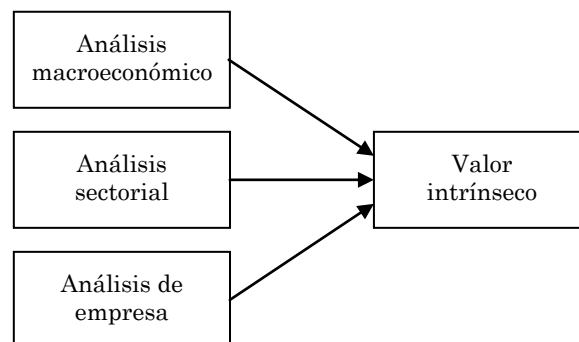 Análisis
macroeconómico
Análisis
sectorial
Valor
intrínseco
Análisis de
empresa